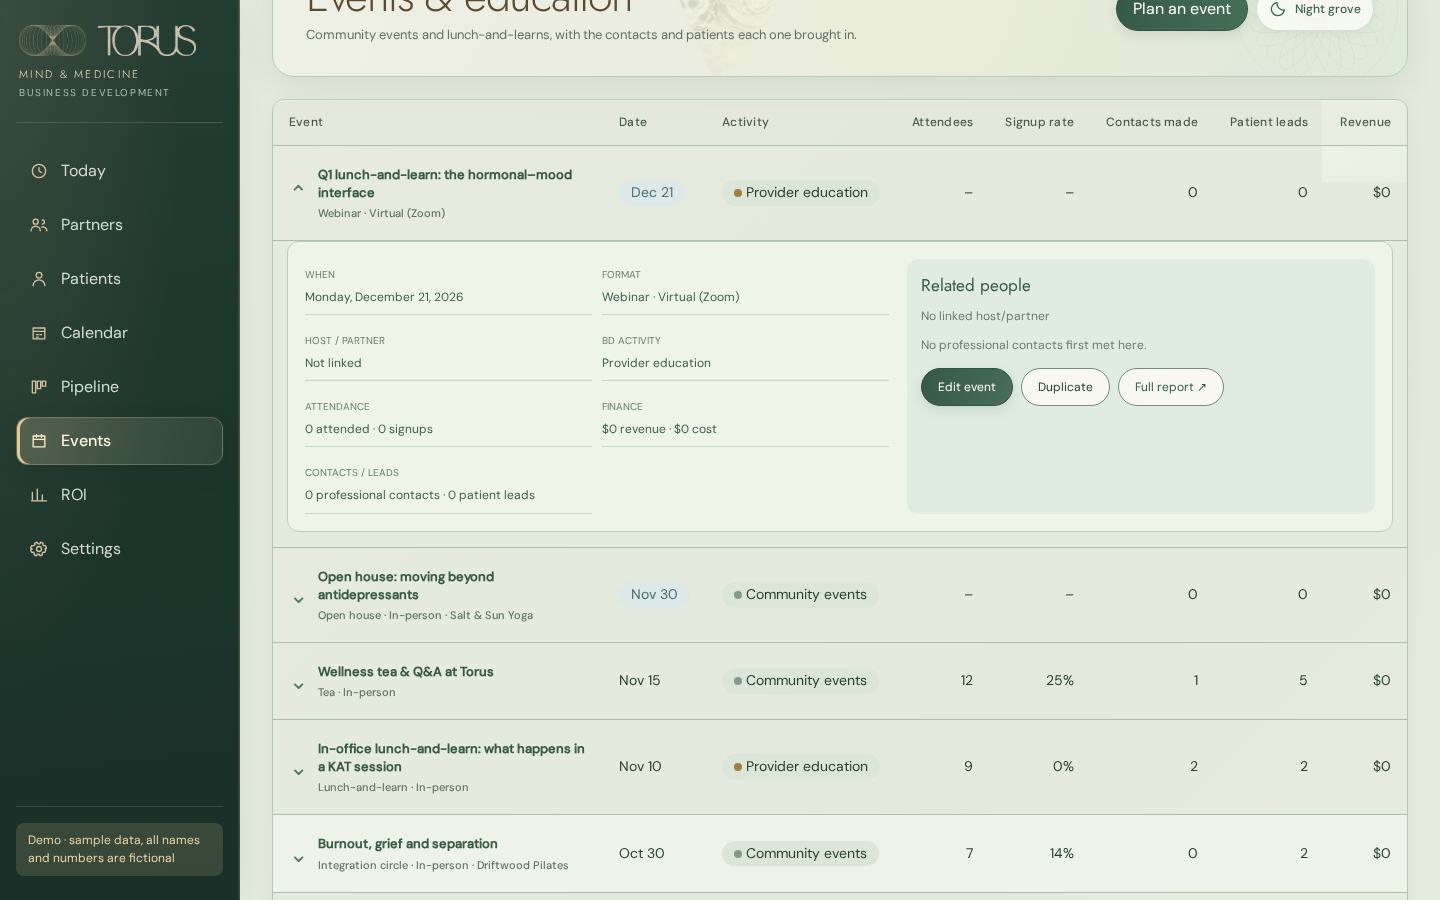 TORUS
MIND & MEDICINE
BUSINESS DEVELOPMENT
Today
Partners
Patients
Calendar
Pipeline
Events
ROI
Settings
Demo · sample data, all names
and numbers are fictional
Events & education
Community events and lunch-and-learns, with the contacts and patients each one brought in.
Plan an event
Night grove
Event Date Activity Attendees Signup rate Contacts made Patient leads Revenue
Q1 lunch-and-learn: the hormonal–mood
interface
Webinar · Virtual (Zoom)
Dec 21 Provider education – – 0 0 $0
WHEN
Monday, December 21, 2026
FORMAT
Webinar · Virtual (Zoom)
HOST / PARTNER
Not linked
BD ACTIVITY
Provider education
ATTENDANCE
0 attended · 0 signups
FINANCE
$0 revenue · $0 cost
CONTACTS / LEADS
0 professional contacts · 0 patient leads
Related people
No linked host/partner
No professional contacts first met here.
Edit event Duplicate Full report ↗
Open house: moving beyond
antidepressants
Open house · In-person · Salt & Sun Yoga
Nov 30 Community events – – 0 0 $0
Wellness tea & Q&A at Torus
Tea · In-person
Nov 15 Community events 12 25% 1 5 $0
In-office lunch-and-learn: what happens in
a KAT session
Lunch-and-learn · In-person
Nov 10 Provider education 9 0% 2 2 $0
Burnout, grief and separation
Integration circle · In-person · Driftwood Pilates
Oct 30 Community events 7 14% 0 2 $0